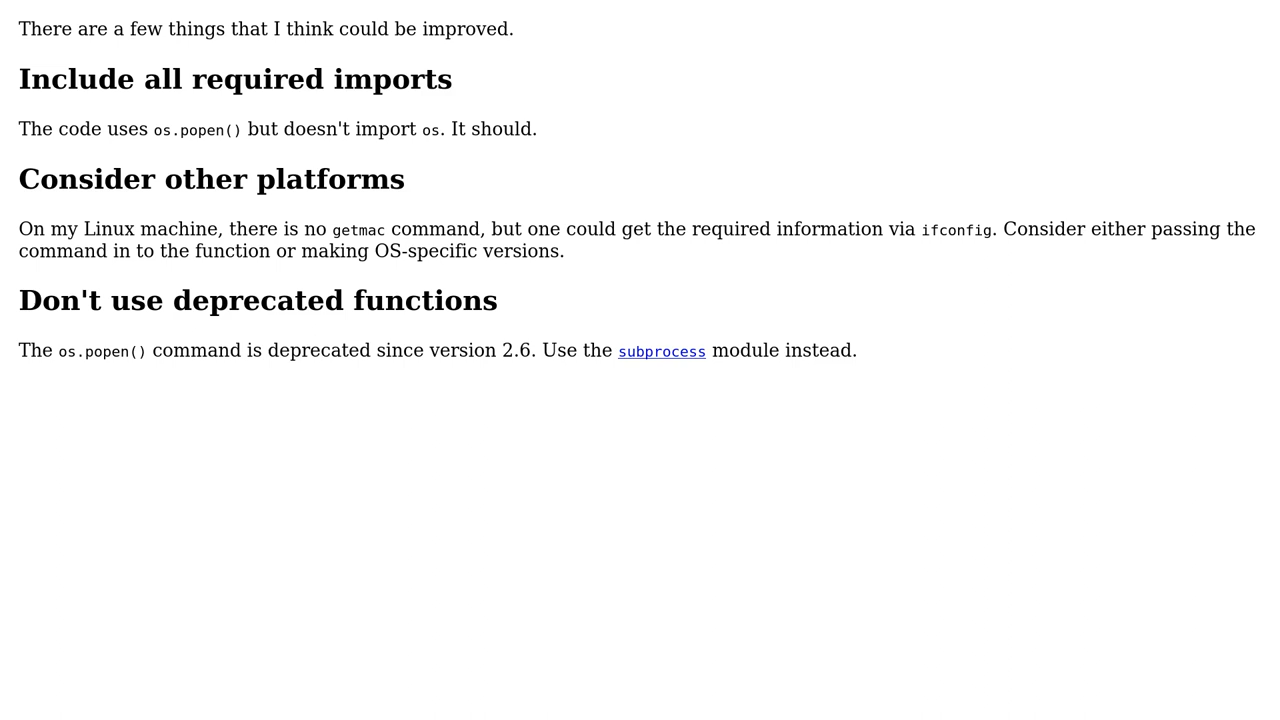 There are a few things that I think could be improved.
Include all required imports
The code uses os.popen() but doesn't import os. It should.
Consider other platforms
On my Linux machine, there is no getmac command, but one could get the required information via ifconfig. Consider either passing the
command in to the function or making OS-specific versions.
Don't use deprecated functions
The os.popen() command is deprecated since version 2.6. Use the subprocess module instead.